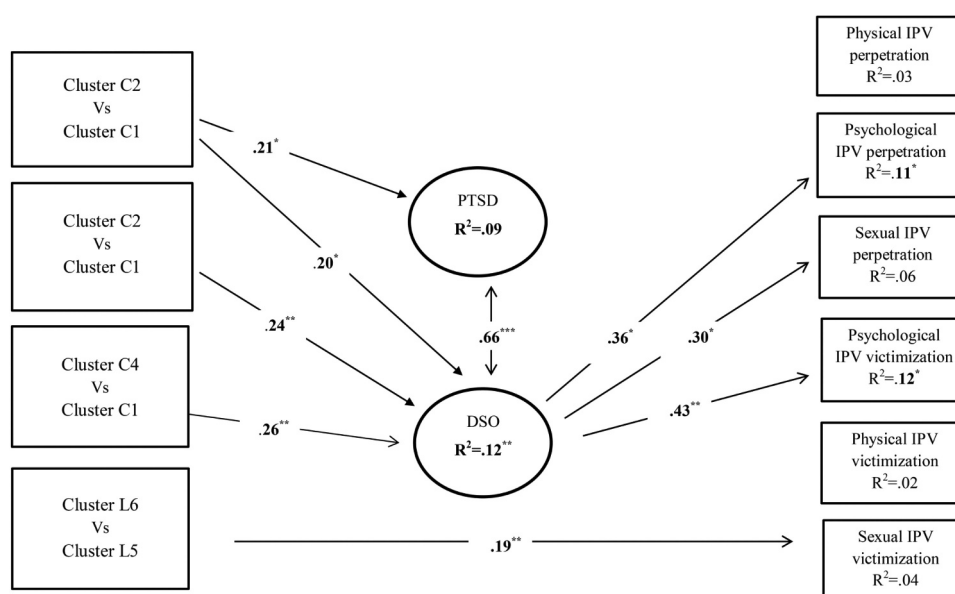 Cluster C2
Vs
Cluster C1
Cluster C2
Vs
Cluster C1
Cluster C4
Vs
Cluster C1
Cluster L6
Vs
Cluster L5
.21*
.20*
.24**
.26**
.19**
PTSD
R²=.09
.66***
DSO
R²=.12**
.36*
.30*
.43**
Physical IPV
perpetration
R²=.03
Psychological
IPV perpetration
R²=.11*
Sexual IPV
perpetration
R²=.06
Psychological
IPV victimization
R²=.12*
Physical IPV
victimization
R²=.02
Sexual IPV
victimization
R²=.04